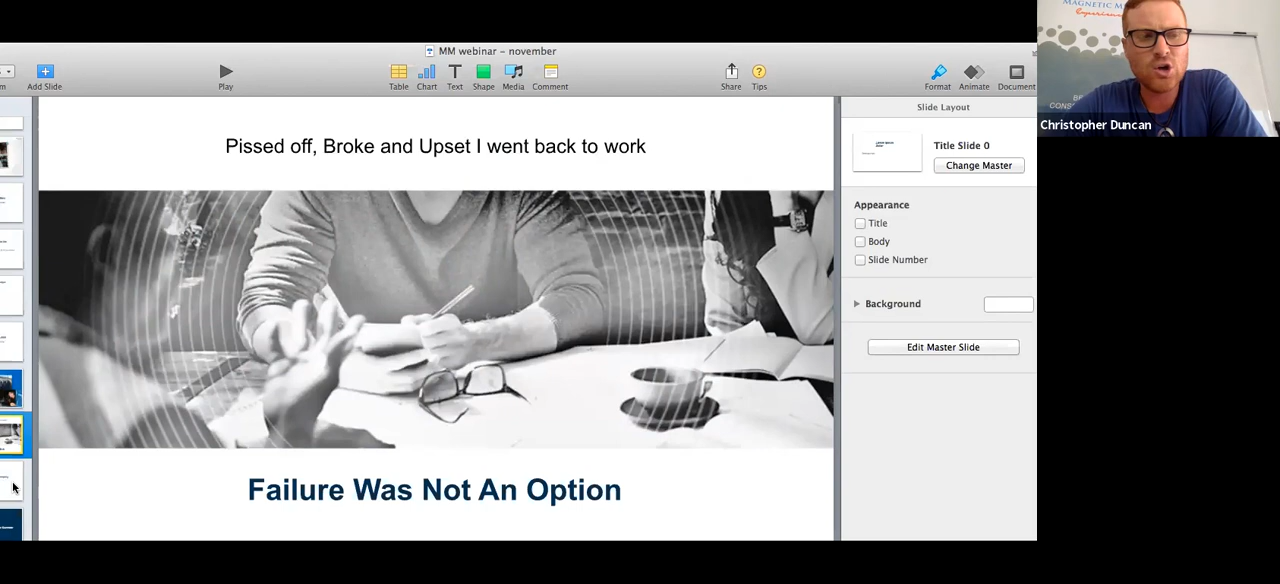 MAGNETIC M
Experience
MM webinar – november
Add Slide
Play
Table
Chart
Text
Shape
Media
Comment
Share
Tips
Format
Animate
Document
Slide Layout
Title Slide 0
Change Master
Appearance
Title
Body
Slide Number
Background
Edit Master Slide
Pissed off, Broke and Upset I went back to work
Failure Was Not An Option
Christopher Duncan